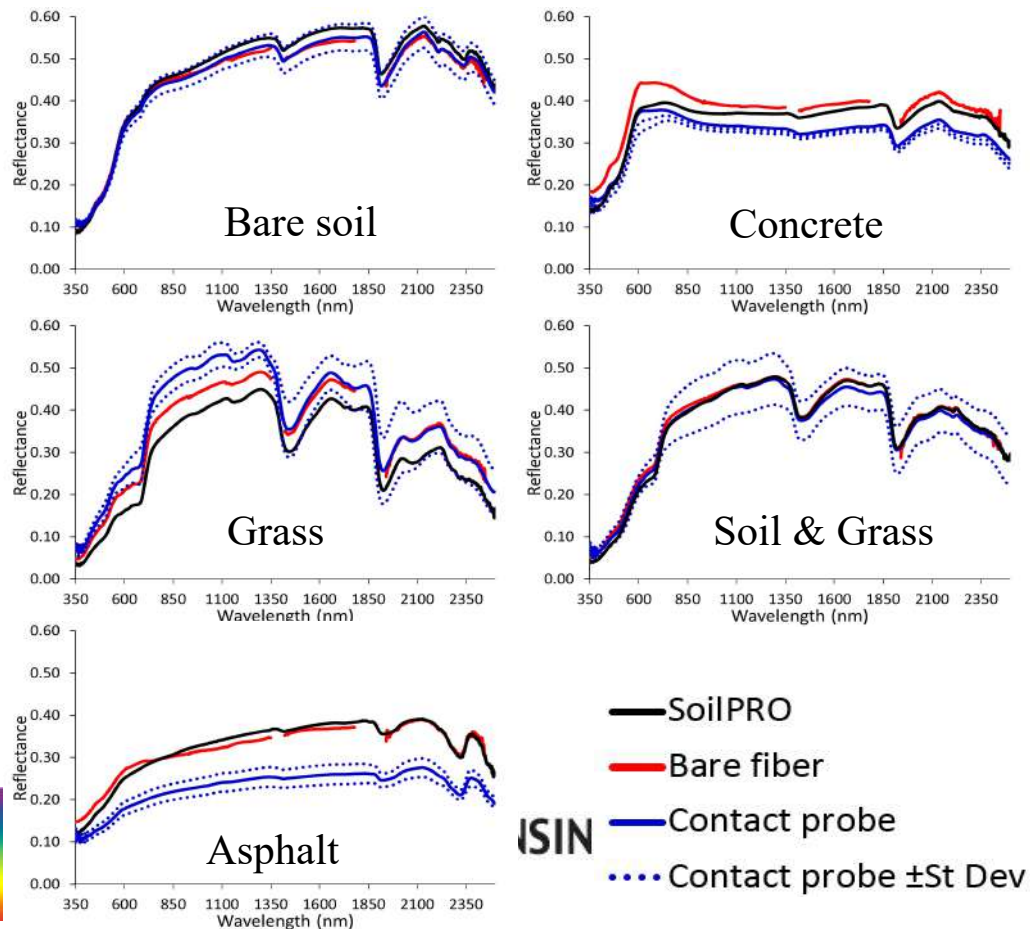 Reflectance
0.60
0.50
0.40
0.30
0.20
0.10
0.00
Bare soil
350 600 850 1100 1350 1600 1850 2100 2350
Wavelength (nm)
Reflectance
0.60
0.50
0.40
0.30
0.20
0.10
0.00
Concrete
350 600 850 1100 1350 1600 1850 2100 2350
Wavelength (nm)
Reflectance
0.60
0.50
0.40
0.30
0.20
0.10
0.00
Grass
350 600 850 1100 1350 1600 1850 2100 2350
Wavelength (nm)
Reflectance
0.60
0.50
0.40
0.30
0.20
0.10
0.00
Soil & Grass
350 600 850 1100 1350 1600 1850 2100 2350
Wavelength (nm)
Reflectance
0.60
0.50
0.40
0.30
0.20
0.10
0.00
Asphalt
350 600 850 1100 1350 1600 1850 2100 2350
Wavelength (nm)
SoilPRO
Bare fiber
Contact probe
Contact probe ±St Dev
NSIN